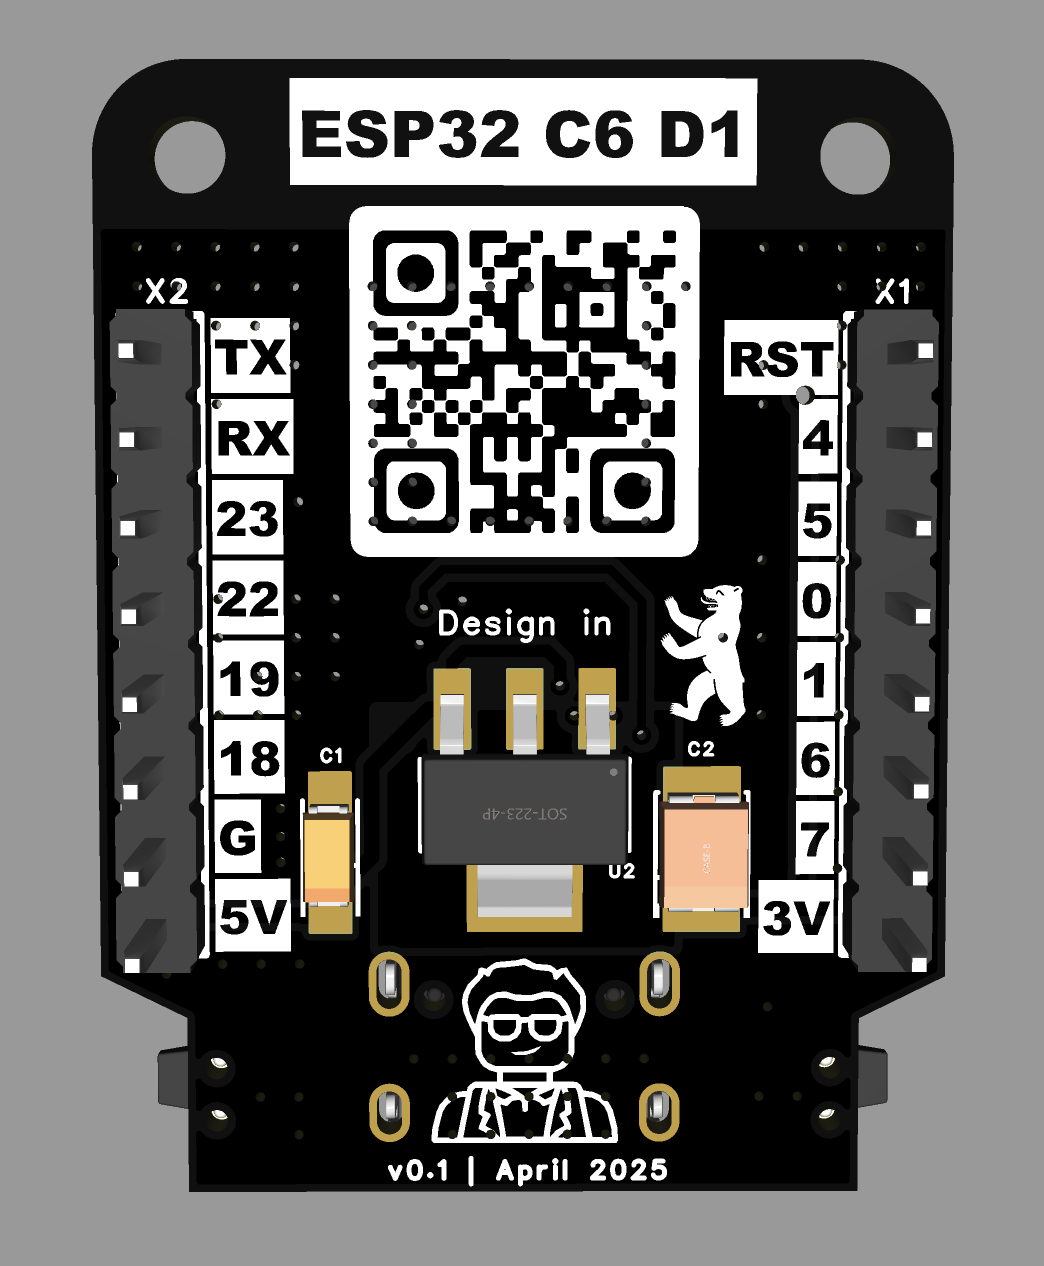 ESP32 C6 D1
X2
X1
TX
RST
RX
4
23
5
22
0
Design in
19
1
18
6
C1
C2
SOT-223-4P
G
7
CASE-B
U2
5V
3V
v0.1 | April 2025